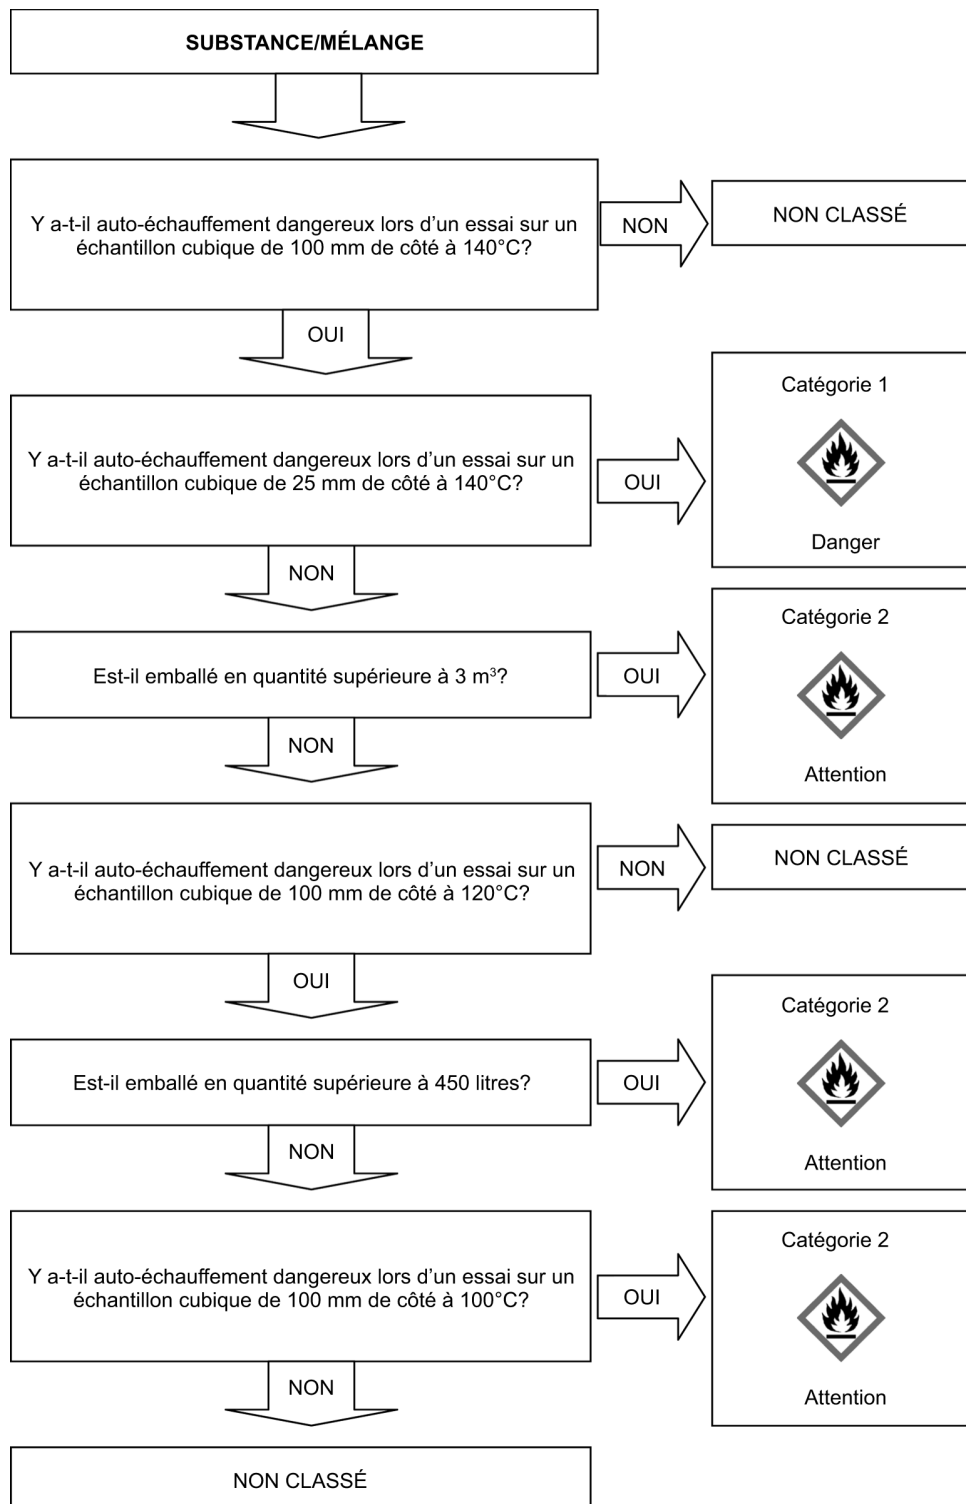 SUBSTANCE/MÉLANGE
Y a-t-il auto-échauffement dangereux lors d’un essai sur un
échantillon cubique de 100 mm de côté à 140°C?
NON
NON CLASSÉ
OUI
Y a-t-il auto-échauffement dangereux lors d’un essai sur un
échantillon cubique de 25 mm de côté à 140°C?
OUI
Catégorie 1
Danger
NON
Est-il emballé en quantité supérieure à 3 m³?
OUI
Catégorie 2
Attention
NON
Y a-t-il auto-échauffement dangereux lors d’un essai sur un
échantillon cubique de 100 mm de côté à 120°C?
NON
NON CLASSÉ
OUI
Est-il emballé en quantité supérieure à 450 litres?
OUI
Catégorie 2
Attention
NON
Y a-t-il auto-échauffement dangereux lors d’un essai sur un
échantillon cubique de 100 mm de côté à 100°C?
OUI
Catégorie 2
Attention
NON
NON CLASSÉ